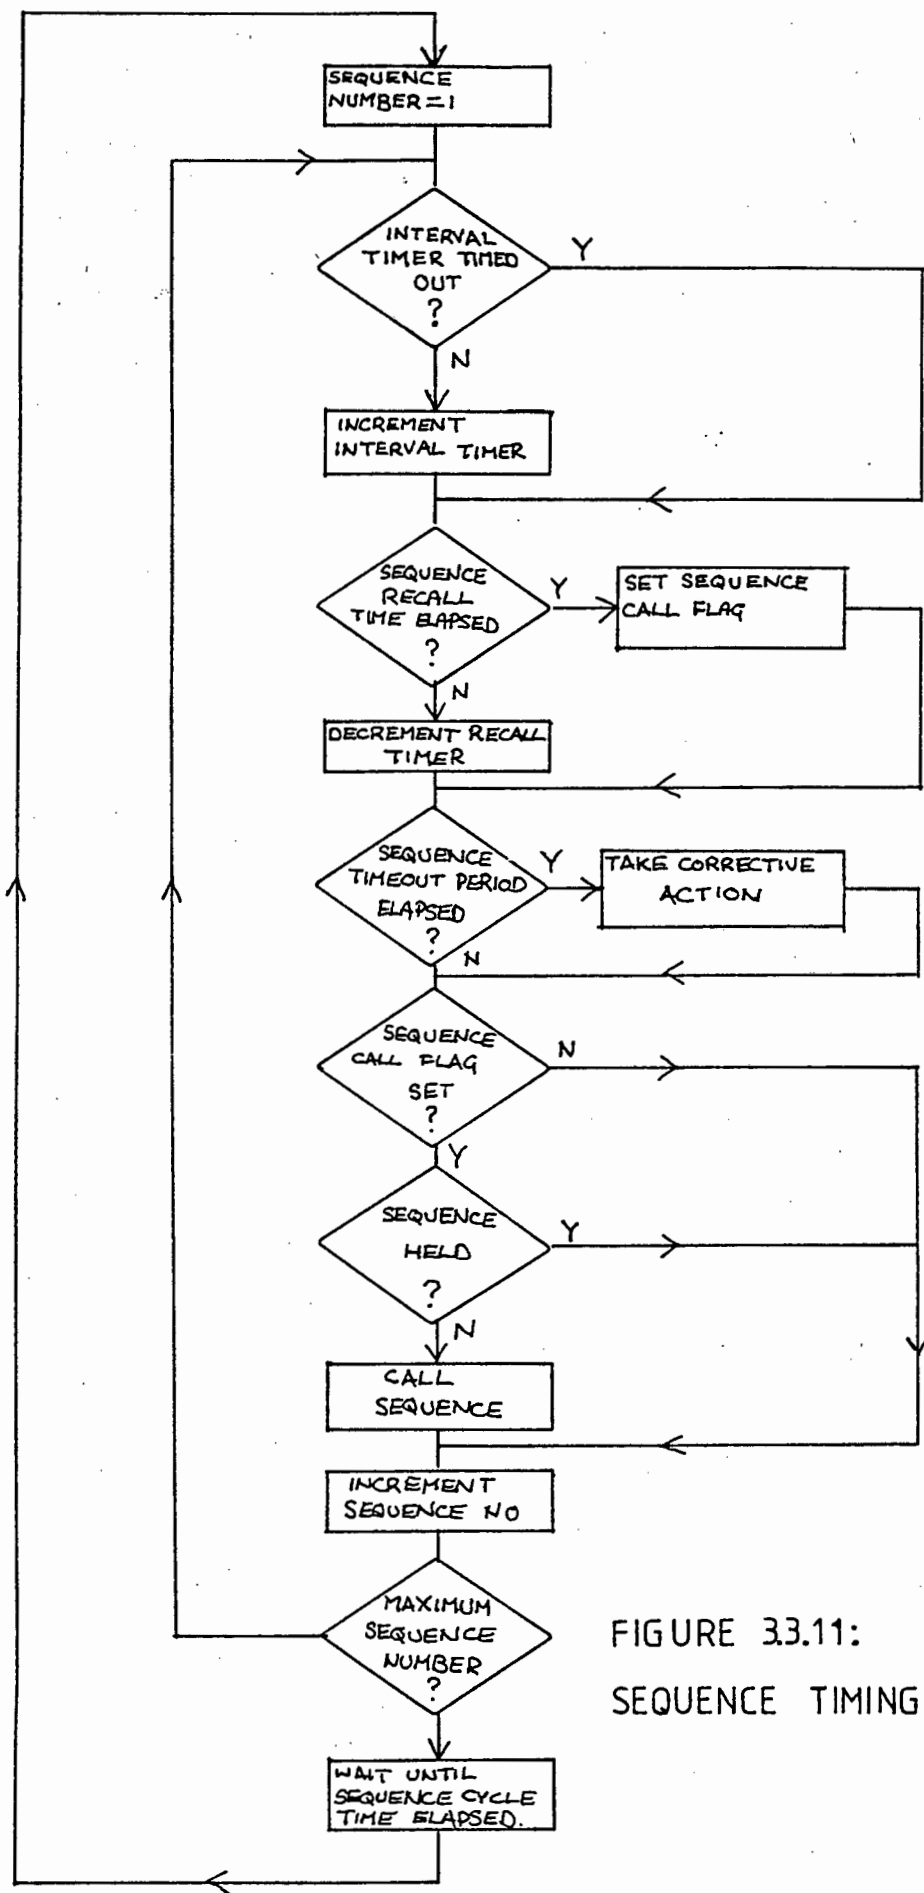 SEQUENCE
NUMBER=1
INTERVAL
TIMER TIMED
OUT
?
Y
N
INCREMENT
INTERVAL TIMER
SEQUENCE
RECALL
TIME ELAPSED
?
Y
SET SEQUENCE
CALL FLAG
N
DECREMENT RECALL
TIMER
SEQUENCE
TIMEOUT PERIOD
ELAPSED
?
Y
TAKE CORRECTIVE
ACTION
N
SEQUENCE
CALL FLAG
SET
?
N
Y
SEQUENCE
HELD
?
Y
N
CALL
SEQUENCE
INCREMENT
SEQUENCE NO
MAXIMUM
SEQUENCE
NUMBER
?
FIGURE 3.3.11:
SEQUENCE TIMING
WAIT UNTIL
SEQUENCE CYCLE
TIME ELAPSED.